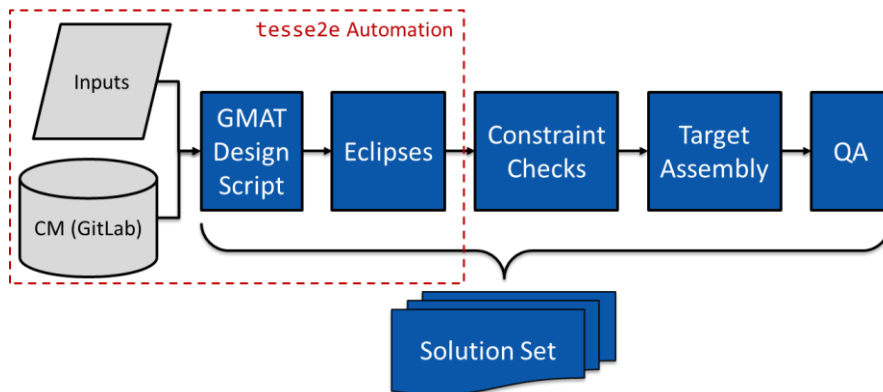 tesse2e Automation
Inputs
CM (GitLab)
GMAT
Design
Script
Eclipses
Constraint
Checks
Target
Assembly
QA
Solution Set